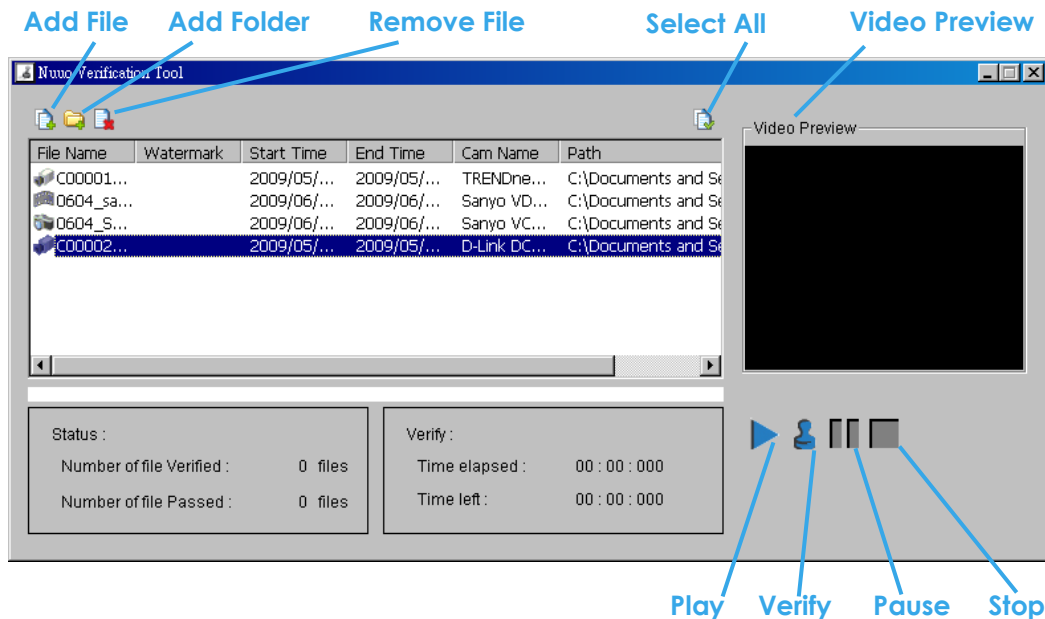 Add File Add Folder Remove File Select All Video Preview
Nuuo Verification Tool
Video Preview
File Name Watermark Start Time End Time Cam Name Path
C00001... 2009/05/... 2009/05/... TRENDne... C:\Documents and Se
0604_sa... 2009/06/... 2009/06/... Sanyo VD... C:\Documents and Se
0604_S... 2009/06/... 2009/06/... Sanyo VC... C:\Documents and Se
C00002... 2009/05/... 2009/05/... D-Link DC... C:\Documents and Se
Status : Verify :
Number of file Verified : 0 files Time elapsed : 00 : 00 : 000
Number of file Passed : 0 files Time left : 00 : 00 : 000
Play Verify Pause Stop